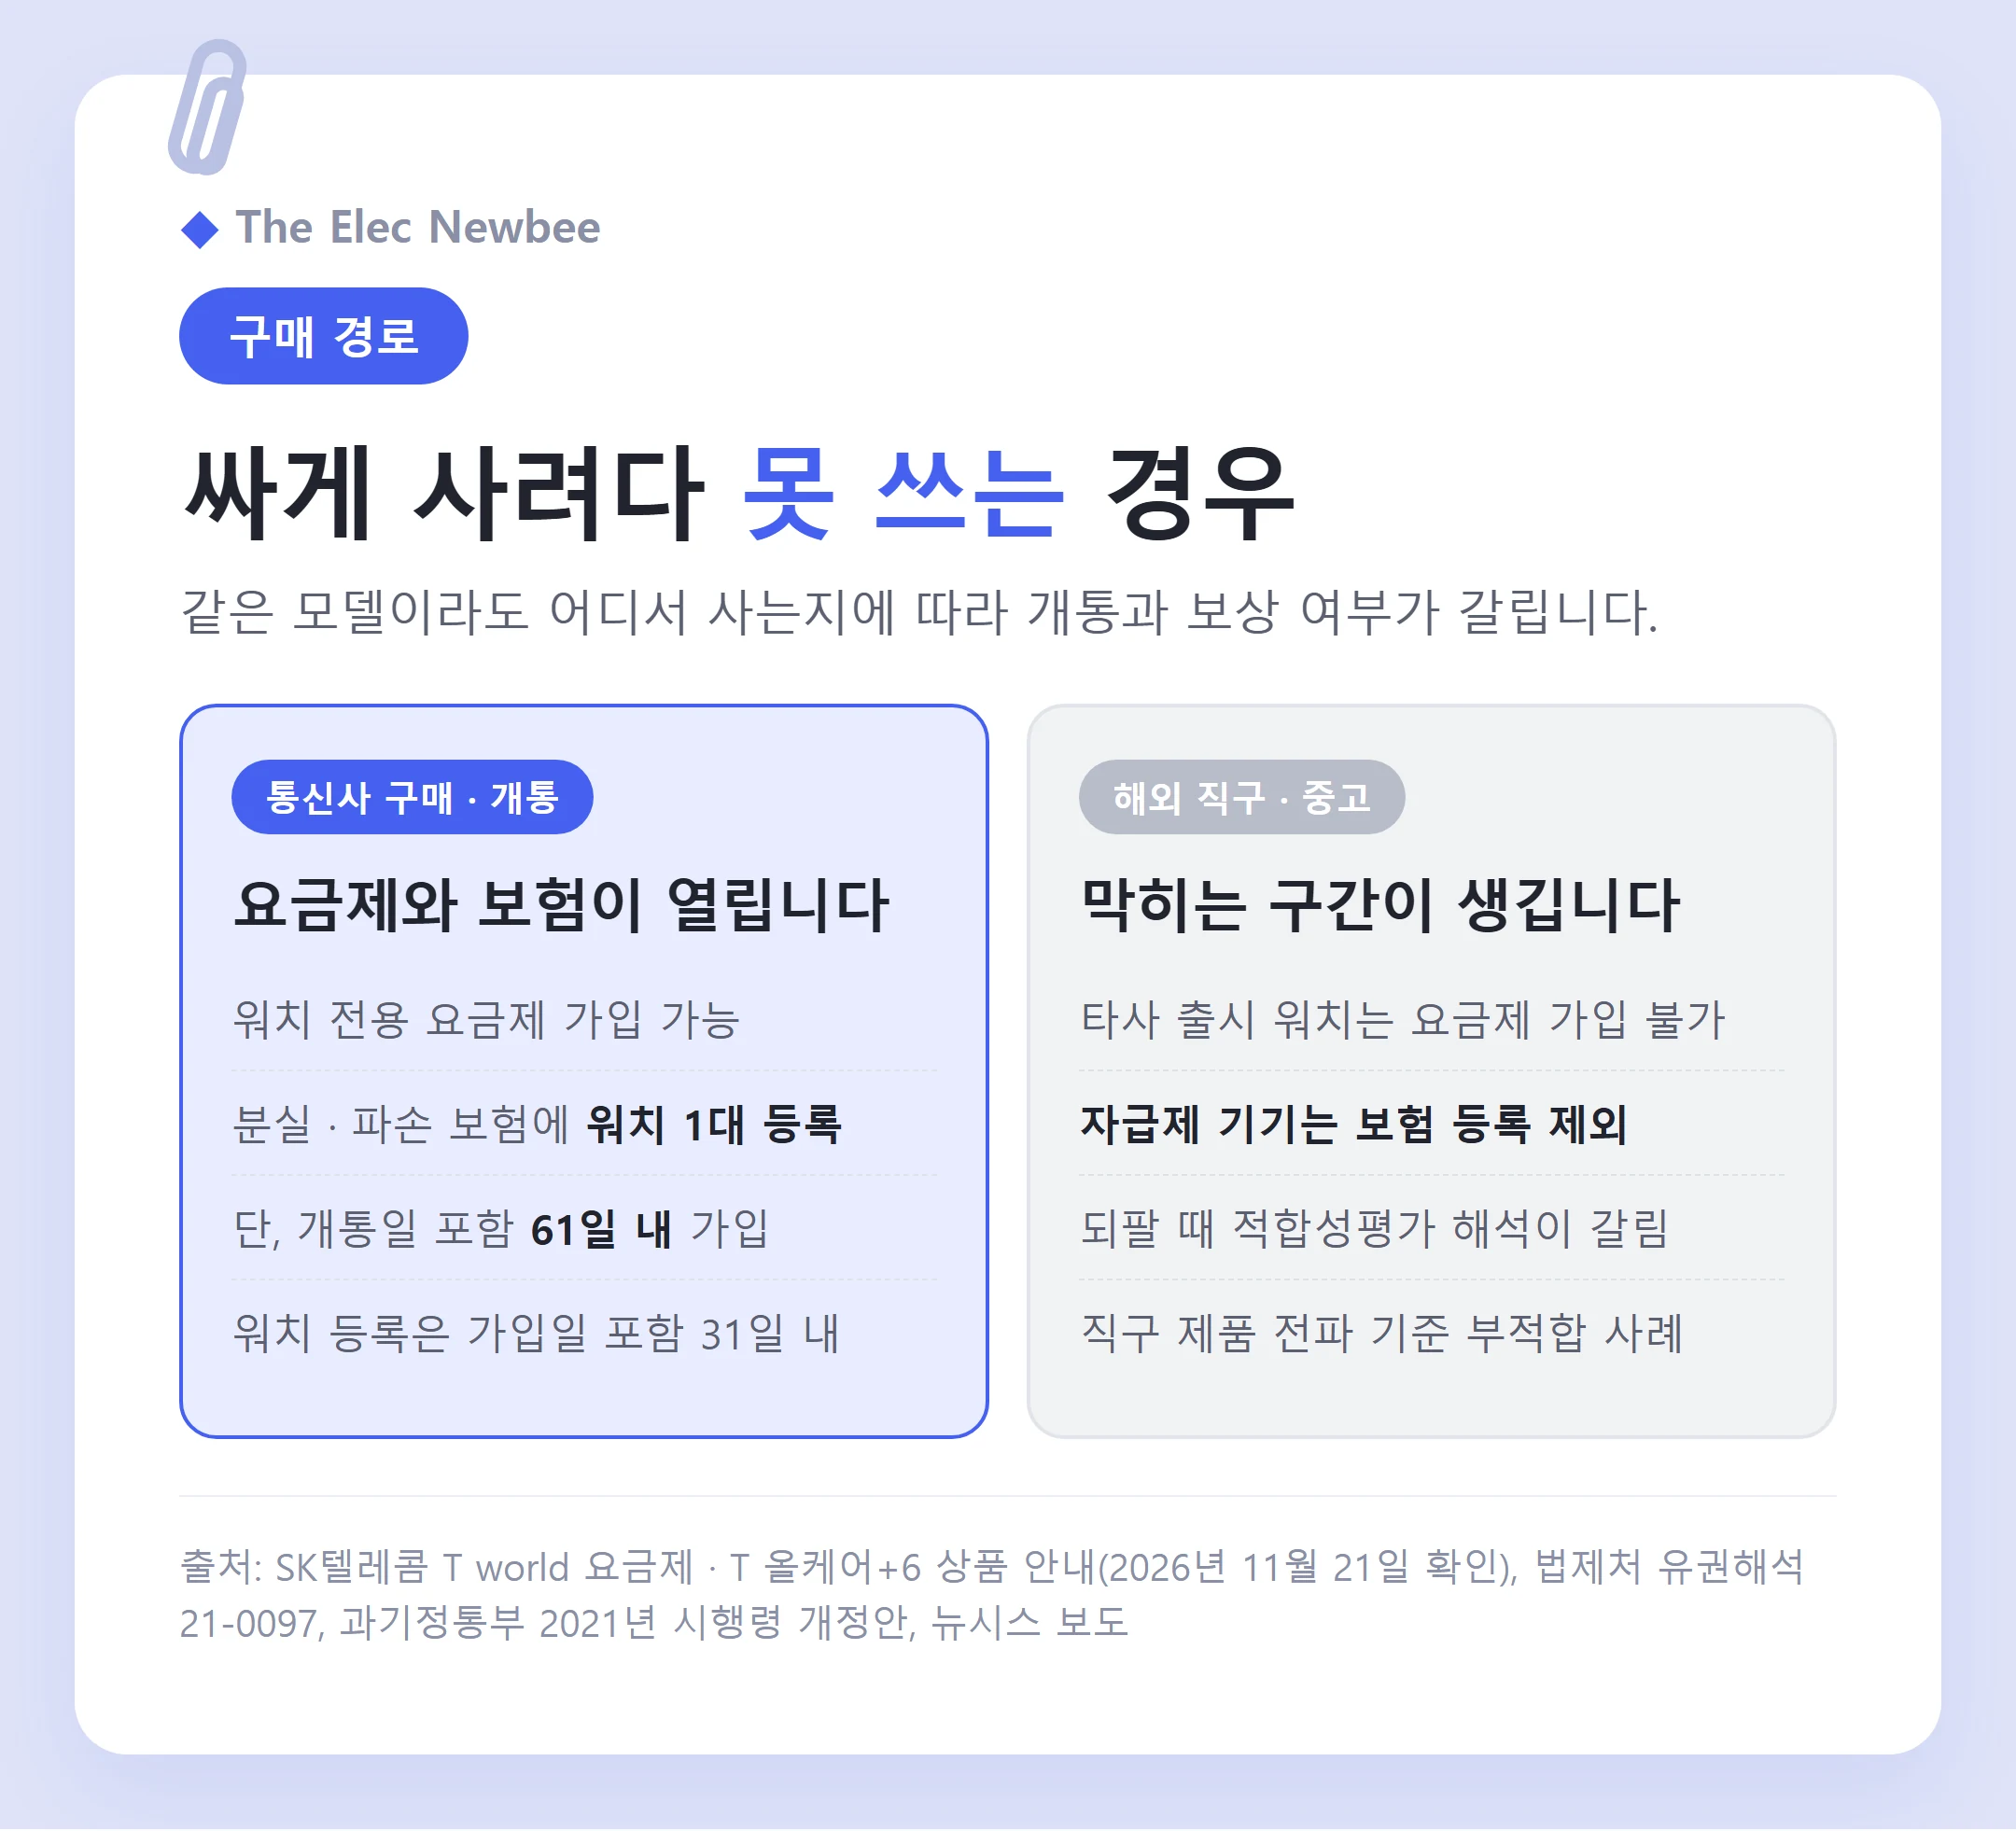 The Elec Newbee
구매 경로
싸게 사려다 못 쓰는 경우
같은 모델이라도 어디서 사는지에 따라 개통과 보상 여부가 갈립니다.
통신사 구매 · 개통
요금제와 보험이 열립니다
워치 전용 요금제 가입 가능
분실 · 파손 보험에 워치 1대 등록
단, 개통일 포함 61일 내 가입
워치 등록은 가입일 포함 31일 내
해외 직구 · 중고
막히는 구간이 생깁니다
타사 출시 워치는 요금제 가입 불가
자급제 기기는 보험 등록 제외
되팔 때 적합성평가 해석이 갈림
직구 제품 전파 기준 부적합 사례
출처: SK텔레콤 T world 요금제 · T 올케어+6 상품 안내(2026년 11월 21일 확인), 법제처 유권해석
21-0097, 과기정통부 2021년 시행령 개정안, 뉴시스 보도